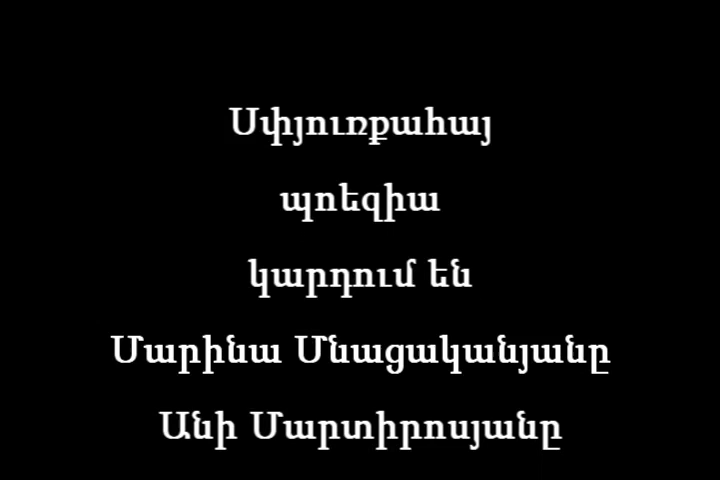 Սփյուռքահայ
պոեզիա
կարդում են
Մարինա Մնացականյանը
Անի Մարտիրոսյանը